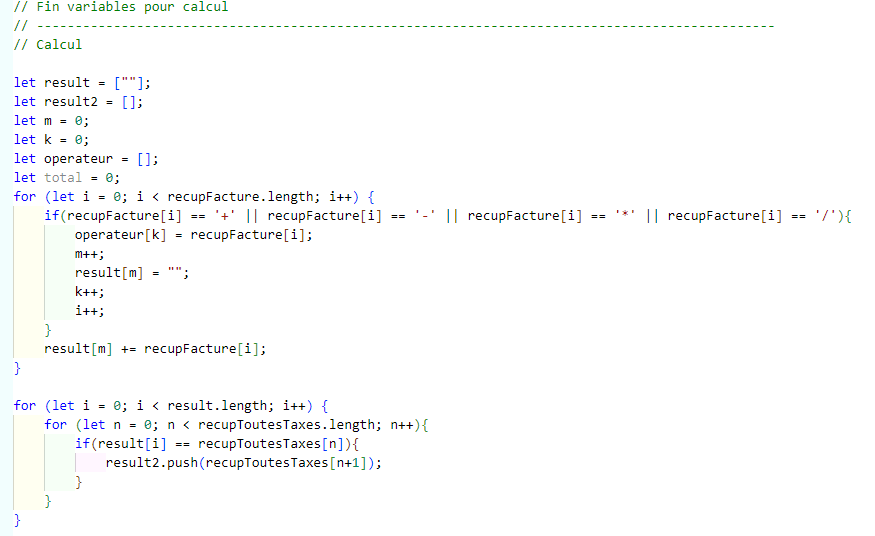 // Fin variables pour calcul
// --------------------------------------------------------------------------------------------------
// Calcul
let result = [""];
let result2 = [];
let m = 0;
let k = 0;
let operateur = [];
let total = 0;
for (let i = 0; i < recupFacture.length; i++) {
if(recupFacture[i] == '+' || recupFacture[i] == '-' || recupFacture[i] == '*' || recupFacture[i] == '/'){
operateur[k] = recupFacture[i];
m++;
result[m] = "";
k++;
i++;
}
result[m] += recupFacture[i];
}
for (let i = 0; i < result.length; i++) {
for (let n = 0; n < recupToutesTaxes.length; n++){
if(result[i] == recupToutesTaxes[n]){
result2.push(recupToutesTaxes[n+1]);
}
}
}